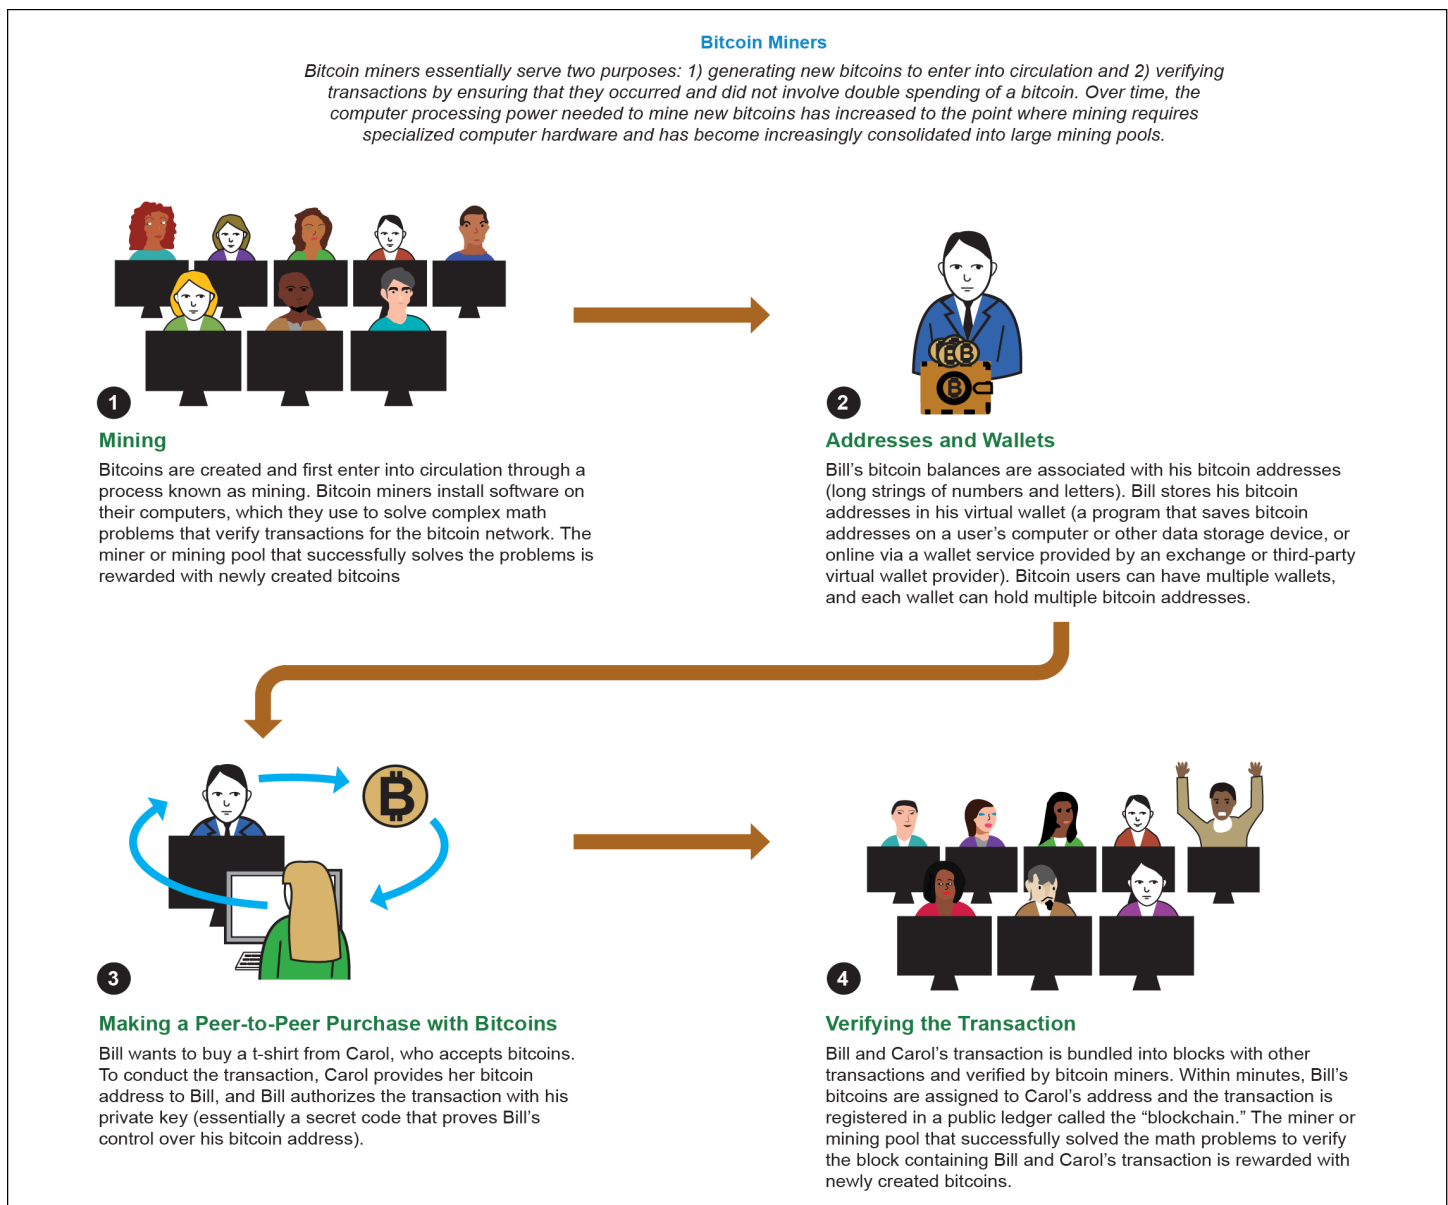 Bitcoin Miners
Bitcoin miners essentially serve two purposes: 1) generating new bitcoins to enter into circulation and 2) verifying
transactions by ensuring that they occurred and did not involve double spending of a bitcoin. Over time, the
computer processing power needed to mine new bitcoins has increased to the point where mining requires
specialized computer hardware and has become increasingly consolidated into large mining pools.
1
Mining
Bitcoins are created and first enter into circulation through a
process known as mining. Bitcoin miners install software on
their computers, which they use to solve complex math
problems that verify transactions for the bitcoin network. The
miner or mining pool that successfully solves the problems is
rewarded with newly created bitcoins
B B
B
2
Addresses and Wallets
Bill's bitcoin balances are associated with his bitcoin addresses
(long strings of numbers and letters). Bill stores his bitcoin
addresses in his virtual wallet (a program that saves bitcoin
addresses on a user's computer or other data storage device, or
online via a wallet service provided by an exchange or third-party
virtual wallet provider). Bitcoin users can have multiple wallets,
and each wallet can hold multiple bitcoin addresses.
B
3
Making a Peer-to-Peer Purchase with Bitcoins
Bill wants to buy a t-shirt from Carol, who accepts bitcoins.
To conduct the transaction, Carol provides her bitcoin
address to Bill, and Bill authorizes the transaction with his
private key (essentially a secret code that proves Bill's
control over his bitcoin address).
4
Verifying the Transaction
Bill and Carol's transaction is bundled into blocks with other
transactions and verified by bitcoin miners. Within minutes, Bill's
bitcoins are assigned to Carol's address and the transaction is
registered in a public ledger called the “blockchain.” The miner or
mining pool that successfully solved the math problems to verify
the block containing Bill and Carol's transaction is rewarded with
newly created bitcoins.